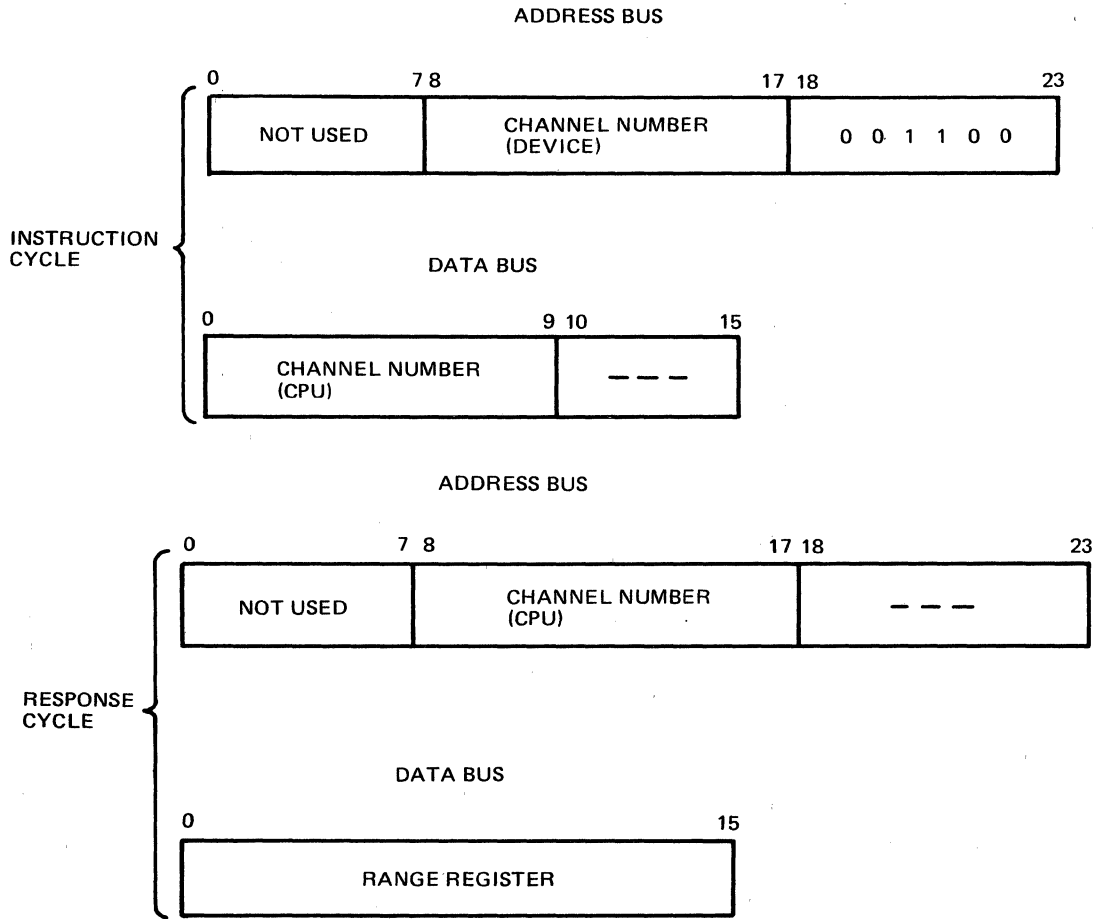 ADDRESS BUS
0 7 8 17 18 23
NOT USED
CHANNEL NUMBER
(DEVICE)
0 0 1 1 0 0
INSTRUCTION
CYCLE
DATA BUS
0 9 10 15
CHANNEL NUMBER
(CPU)
– – –
ADDRESS BUS
0 7 8 17 18 23
NOT USED
CHANNEL NUMBER
(CPU)
– – –
RESPONSE
CYCLE
DATA BUS
0 15
RANGE REGISTER